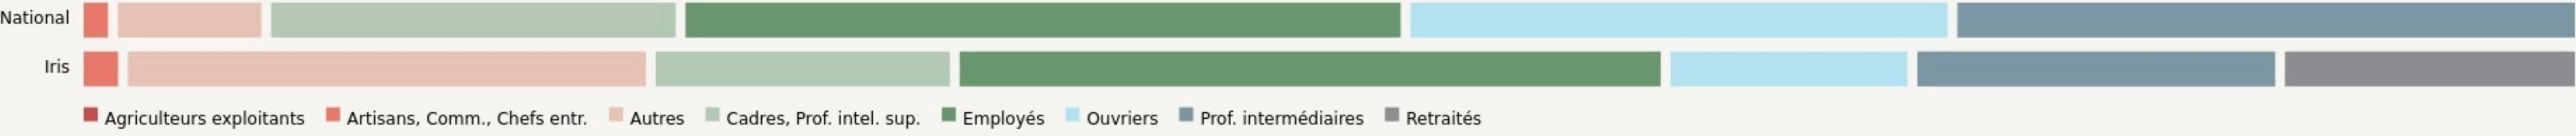 National
Iris
Agriculteurs exploitants Artisans, Comm., Chefs entr. Autres Cadres, Prof. intel. sup. Employés Ouvriers Prof. intermédiaires Retraités